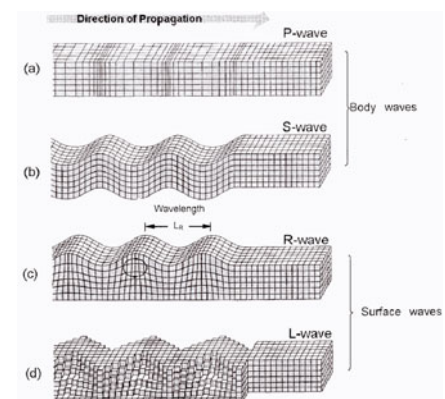 Direction of Propagation
P-wave
(a)
Body waves
S-wave
(b)
Wavelength
LR
R-wave
(c)
Surface waves
L-wave
(d)